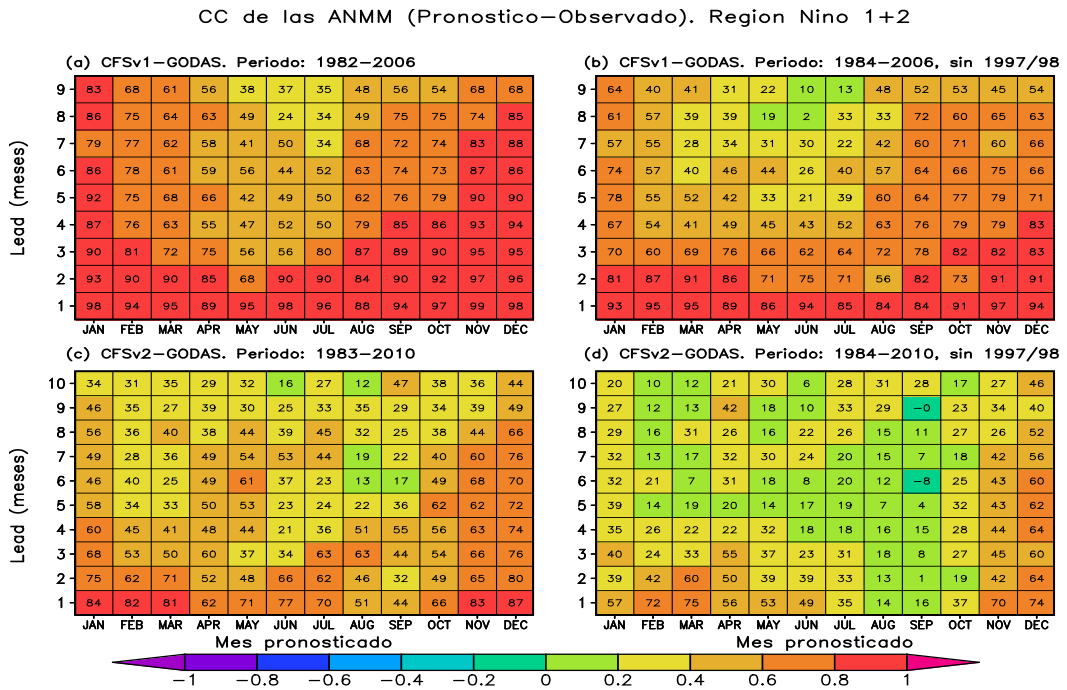 CC de las ANMM (Pronostico−Observado). Region Nino 1+2
(a) CFSv1−GODAS. Periodo: 1982−2006
9 83 68 61 56 38 37 35 48 56 54 68 68
8 86 75 64 63 49 24 34 49 75 75 74 85
7 79 77 62 58 41 50 34 68 72 74 83 88
6 86 78 61 59 56 44 52 63 74 73 87 86
5 92 75 68 66 42 49 50 62 76 79 90 90
4 87 76 63 55 47 52 50 79 85 86 93 94
3 90 81 72 75 56 56 80 87 89 90 95 95
2 93 90 90 85 68 90 90 84 90 92 97 96
1 98 94 95 89 95 98 96 88 94 97 99 98
JAN FEB MAR APR MAY JUN JUL AUG SEP OCT NOV DEC
Lead (meses)
(b) CFSv1−GODAS. Periodo: 1984−2006, sin 1997/98
9 64 40 41 31 22 10 13 48 52 53 45 54
8 61 57 39 39 19 2 33 33 72 60 65 63
7 57 55 28 34 31 30 22 42 60 71 60 66
6 74 57 40 46 44 26 40 57 64 66 75 66
5 78 55 52 42 33 21 39 60 64 77 79 71
4 67 54 41 49 45 43 52 63 76 79 79 83
3 70 60 69 76 66 62 64 72 78 82 82 83
2 81 87 91 86 71 75 71 56 82 73 91 91
1 93 95 95 89 86 94 85 84 84 91 97 94
JAN FEB MAR APR MAY JUN JUL AUG SEP OCT NOV DEC
(c) CFSv2−GODAS. Periodo: 1983−2010
10 34 31 35 29 32 16 27 12 47 38 36 44
9 46 35 27 39 30 25 33 35 29 34 39 49
8 56 36 40 38 44 39 45 32 25 38 44 66
7 49 28 36 49 54 53 44 19 22 40 60 76
6 46 40 25 49 61 37 23 13 17 49 68 70
5 58 34 33 50 53 23 24 22 36 62 62 72
4 60 45 41 48 44 21 36 51 55 56 63 74
3 68 53 50 60 37 34 63 63 44 54 66 76
2 75 62 71 52 48 66 62 46 32 49 65 80
1 84 82 81 62 71 77 70 51 44 66 83 87
JAN FEB MAR APR MAY JUN JUL AUG SEP OCT NOV DEC
Lead (meses)
Mes pronosticado
(d) CFSv2−GODAS. Periodo: 1984−2010, sin 1997/98
10 20 10 12 21 30 6 28 31 28 17 27 46
9 27 12 13 42 18 10 33 29 −0 23 34 40
8 29 16 31 26 16 22 26 15 11 27 26 52
7 32 13 17 32 30 24 20 15 7 18 42 56
6 32 21 7 31 18 8 20 12 −8 25 43 60
5 39 14 19 20 14 17 19 7 4 32 43 62
4 35 26 22 22 32 18 18 16 15 28 44 64
3 40 24 33 55 37 23 31 18 8 27 45 60
2 39 42 60 50 39 39 33 13 1 19 42 64
1 57 72 75 56 53 49 35 14 16 37 70 74
JAN FEB MAR APR MAY JUN JUL AUG SEP OCT NOV DEC
Mes pronosticado
−1 −0.8 −0.6 −0.4 −0.2 0 0.2 0.4 0.6 0.8 1